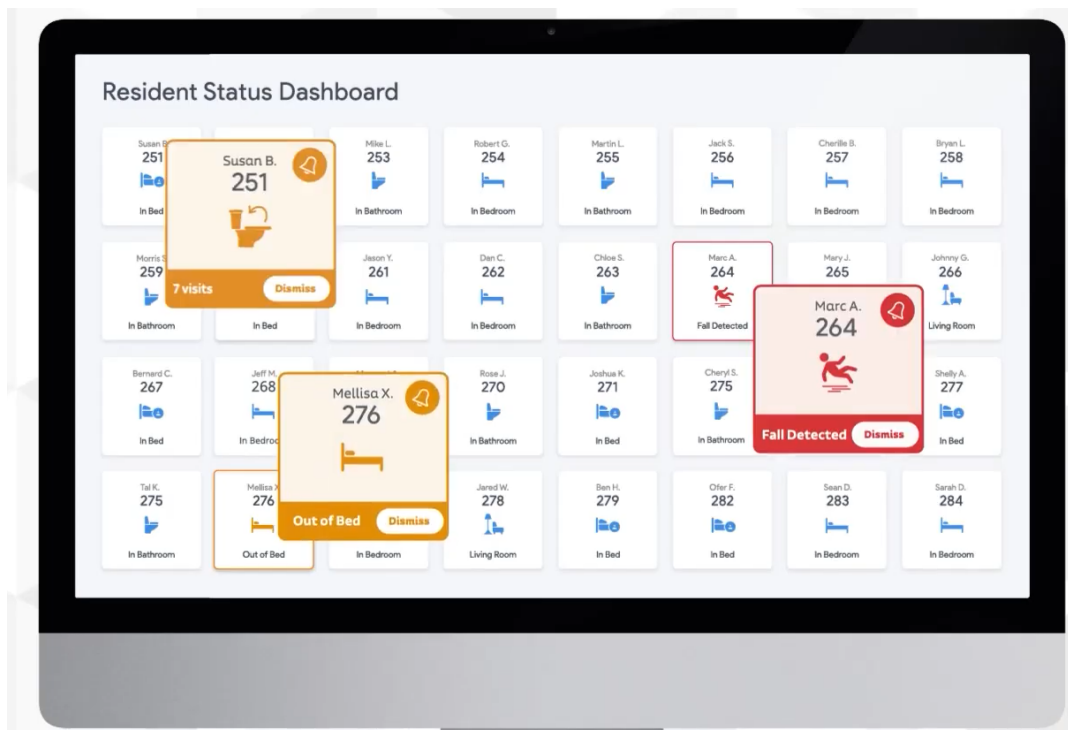 Resident Status Dashboard
Susan B.
251
In Bed
Susan B.
251
7 visits
Dismiss
Mike L.
253
In Bathroom
Robert G.
254
In Bedroom
Martin L.
255
In Bathroom
Jack S.
256
In Bedroom
Cherille B.
257
In Bedroom
Bryan L.
258
In Bedroom
Morris
259
In Bathroom
In Bed
Jason Y.
261
In Bedroom
Dan C.
262
In Bedroom
Chloe S.
263
In Bathroom
Marc A.
264
Fall Detected
Mary J.
265
Marc A.
264
Fall Detected
Dismiss
Johnny G.
266
Living Room
Bernard C.
267
In Bed
Jeff M.
268
In Bedroo
Mellisa X.
276
Out of Bed
Dismiss
Rose J.
270
In Bathroom
Joshua K.
271
In Bed
Cheryl S.
275
In Bathroom
Shelly A.
277
In Bed
Tal K.
275
In Bathroom
Mellisa X
276
Out of Bed
In Bedroom
Jared W.
278
Living Room
Ben H.
279
In Bed
Ofer F.
282
In Bed
Sean D.
283
In Bedroom
Sarah D.
284
In Bedroom